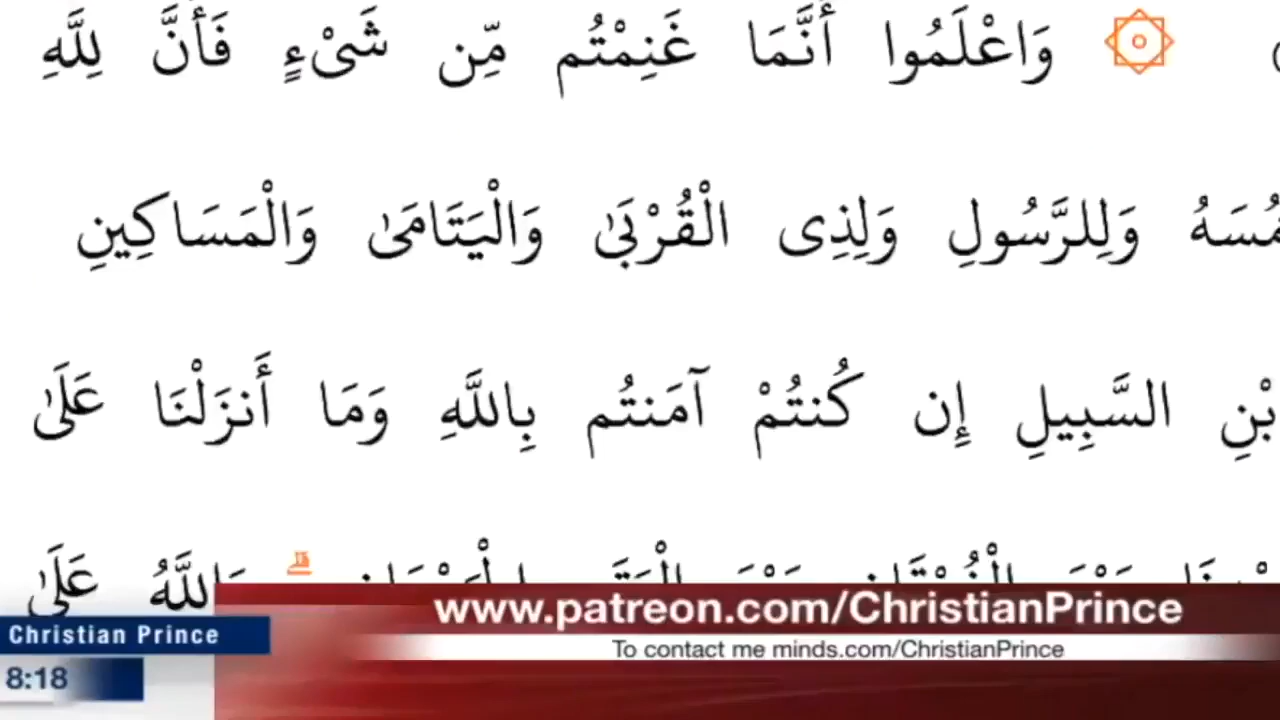 وَاعْلَمُوا أَنَّمَا غَنِمْتُم مِّن شَىْءٍ فَأَنَّ لِلَّهِ
وَلِلرَّسُولِ وَلِذِى الْقُرْبَىٰ وَالْيَتَامَىٰ وَالْمَسَاكِينِ
السَّبِيلِ إِن كُنتُمْ آمَنتُم بِاللَّهِ وَمَا أَنزَلْنَا عَلَىٰ
وَاللَّهُ عَلَىٰ
www.patreon.com/ChristianPrince
Christian Prince
To contact me minds.com/ChristianPrince
8:18